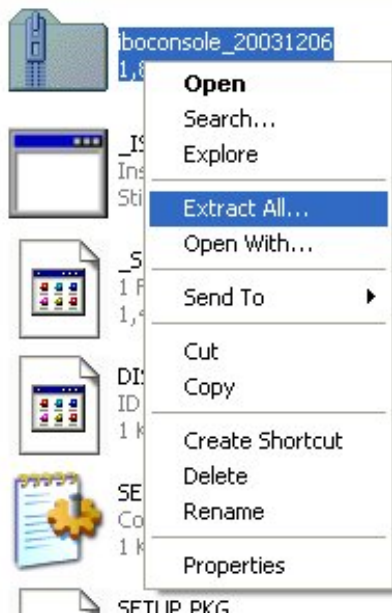 iboconsole_20031206
Open
Search...
Explore
Extract All...
Open With...
Send To
Cut
Copy
Create Shortcut
Delete
Rename
Properties
SETUP.PKG